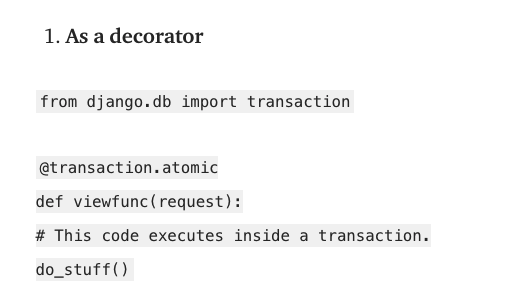 1. As a decorator
from django.db import transaction
@transaction.atomic
def viewfunc(request):
# This code executes inside a transaction.
do_stuff()